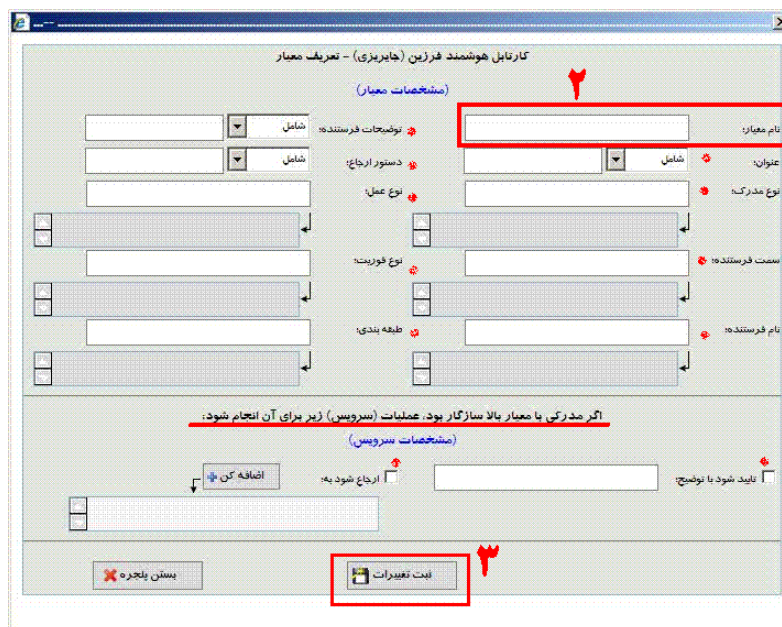 کارتابل هوشمند فرزین (جایریزی) - تعریف معیار
(مشخصات معیار)
۲
نام معیار: توضیحات فرستنده: شامل
عنوان: شامل دستور ارجاع: شامل
نوع مدرک: نوع عمل:
سمت فرستنده: نوع فوریت:
نام فرستنده: طبقه بندی:
اگر مدرکی با معیار بالا سازگار بود، عملیات (سرویس) زیر برای آن انجام شود:
(مشخصات سرویس)
تایید شود با توضیح: ارجاع شود به: اضافه کن
ثبت تغییرات ۳ بستن پنجره